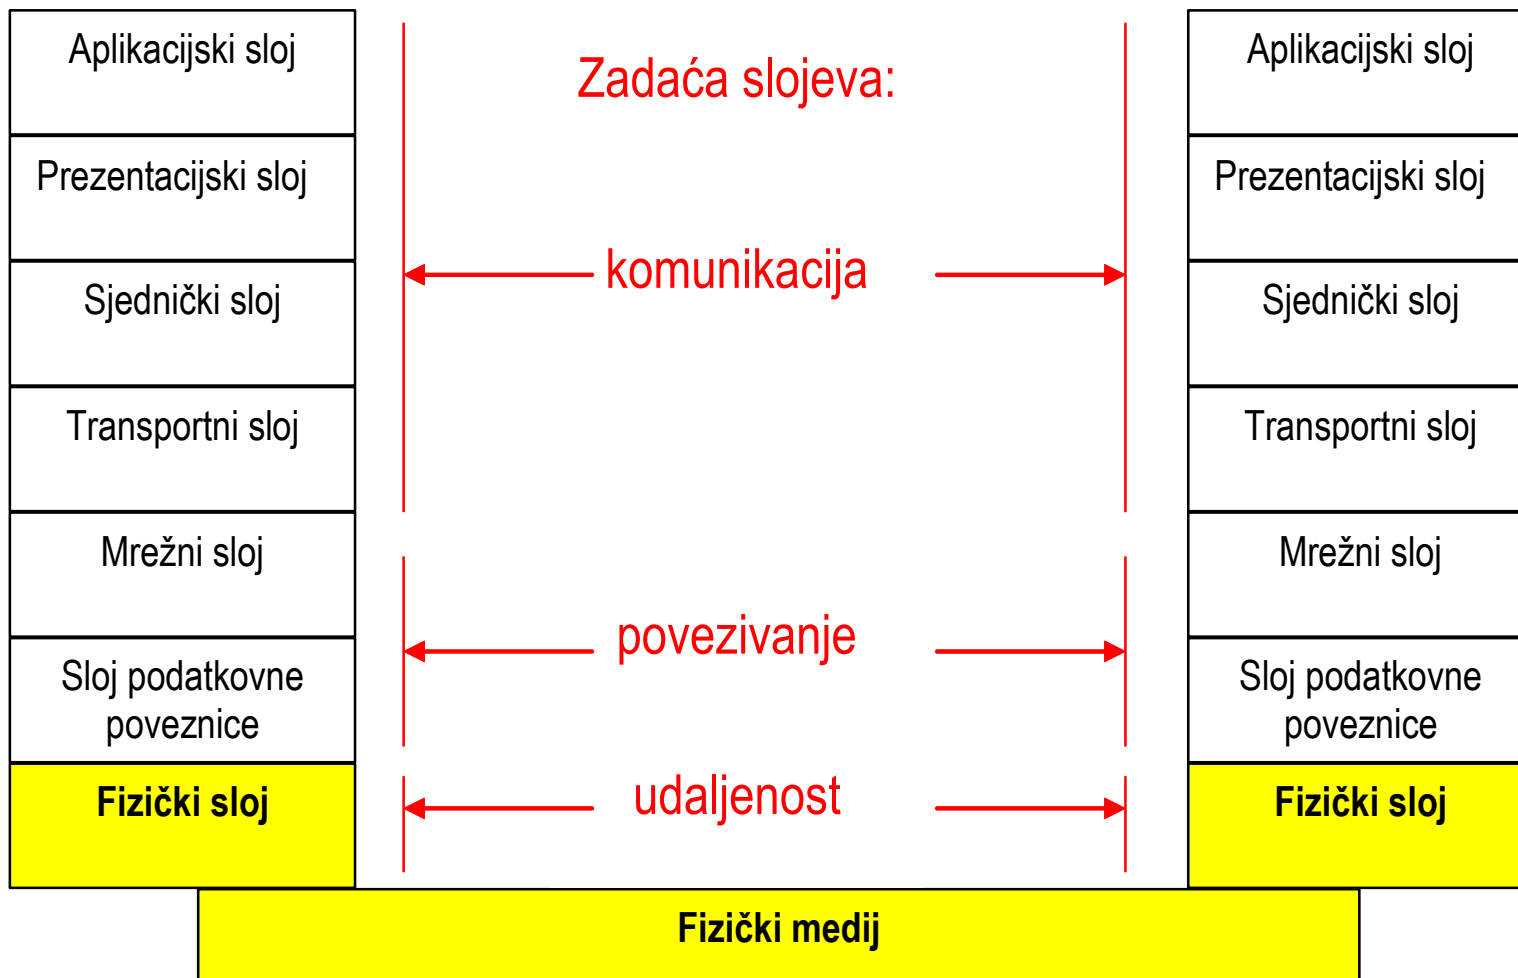 Aplikacijski sloj
Prezentacijski sloj
Sjednički sloj
Transportni sloj
Mrežni sloj
Sloj podatkovne
poveznice
Fizički sloj
Zadaća slojeva:
komunikacija
povezivanje
udaljenost
Aplikacijski sloj
Prezentacijski sloj
Sjednički sloj
Transportni sloj
Mrežni sloj
Sloj podatkovne
poveznice
Fizički sloj
Fizički medij